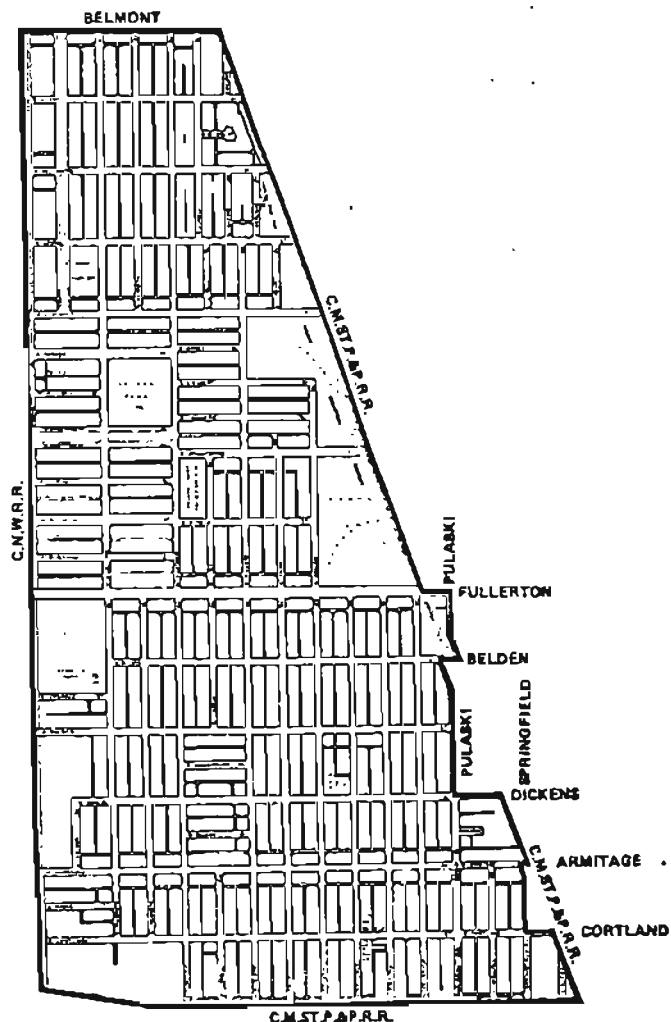 BELMONT
C.M.ST.P.&P.R.R.
C.N.W.R.R.
PULASKI
FULLERTON
BELDEN
PULASKI
SPRINGFIELD
DICKENS
C.M.ST.P.&P.R.R.
ARMITAGE
CORTLAND
C.M.ST.P.&P.R.R.